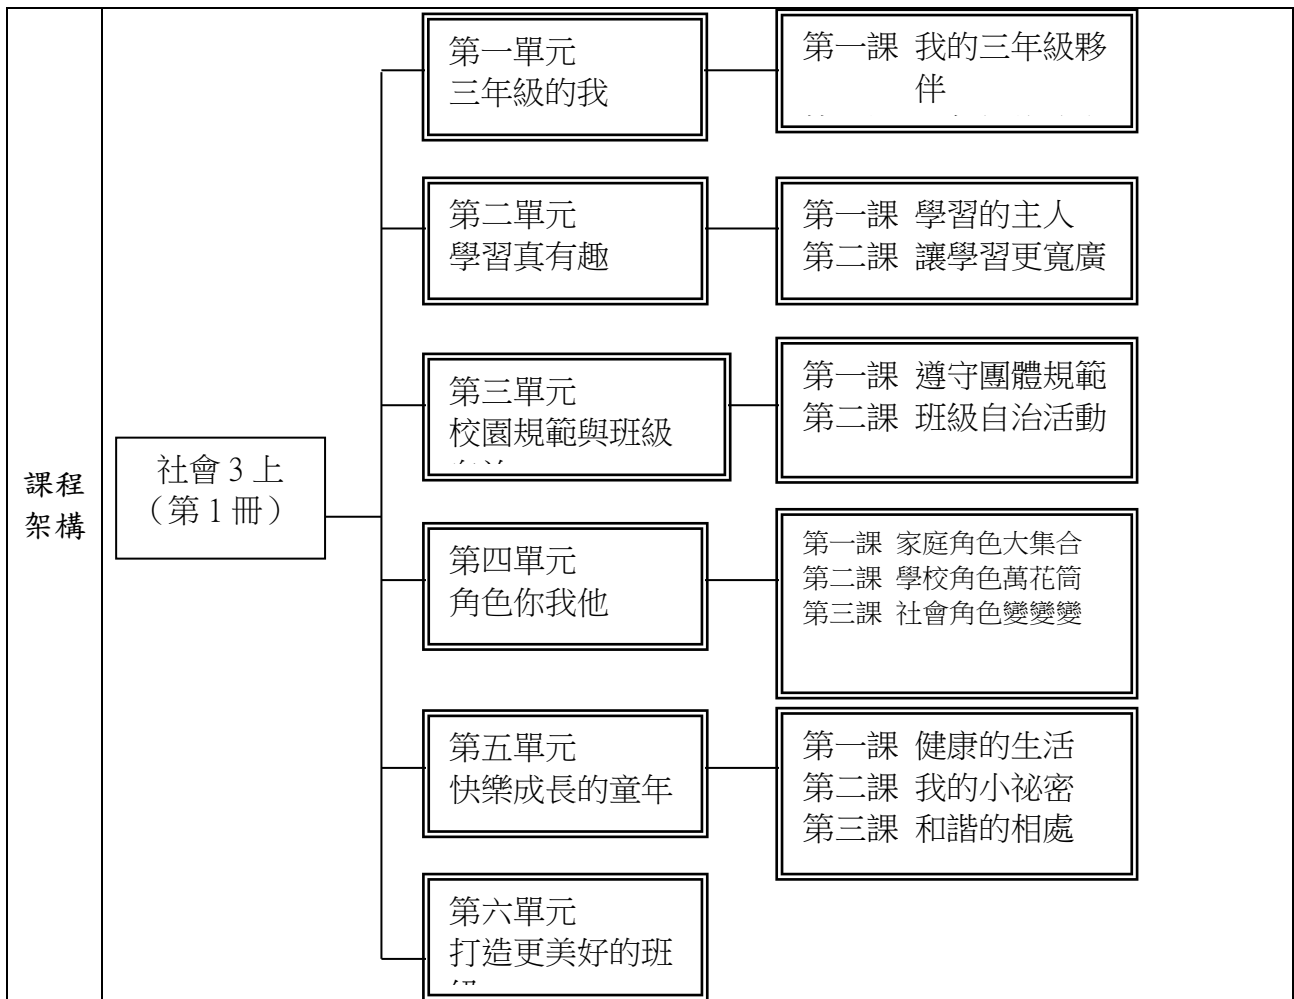 課程
架構
社會 3 上
（第 1 冊）
第一單元
三年級的我
第一課 我的三年級夥
伴
第二單元
學習真有趣
第一課 學習的主人
第二課 讓學習更寬廣
第三單元
校園規範與班級
第一課 遵守團體規範
第二課 班級自治活動
第四單元
角色你我他
第一課 家庭角色大集合
第二課 學校角色萬花筒
第三課 社會角色變變變
第五單元
快樂成長的童年
第一課 健康的生活
第二課 我的小祕密
第三課 和諧的相處
第六單元
打造更美好的班